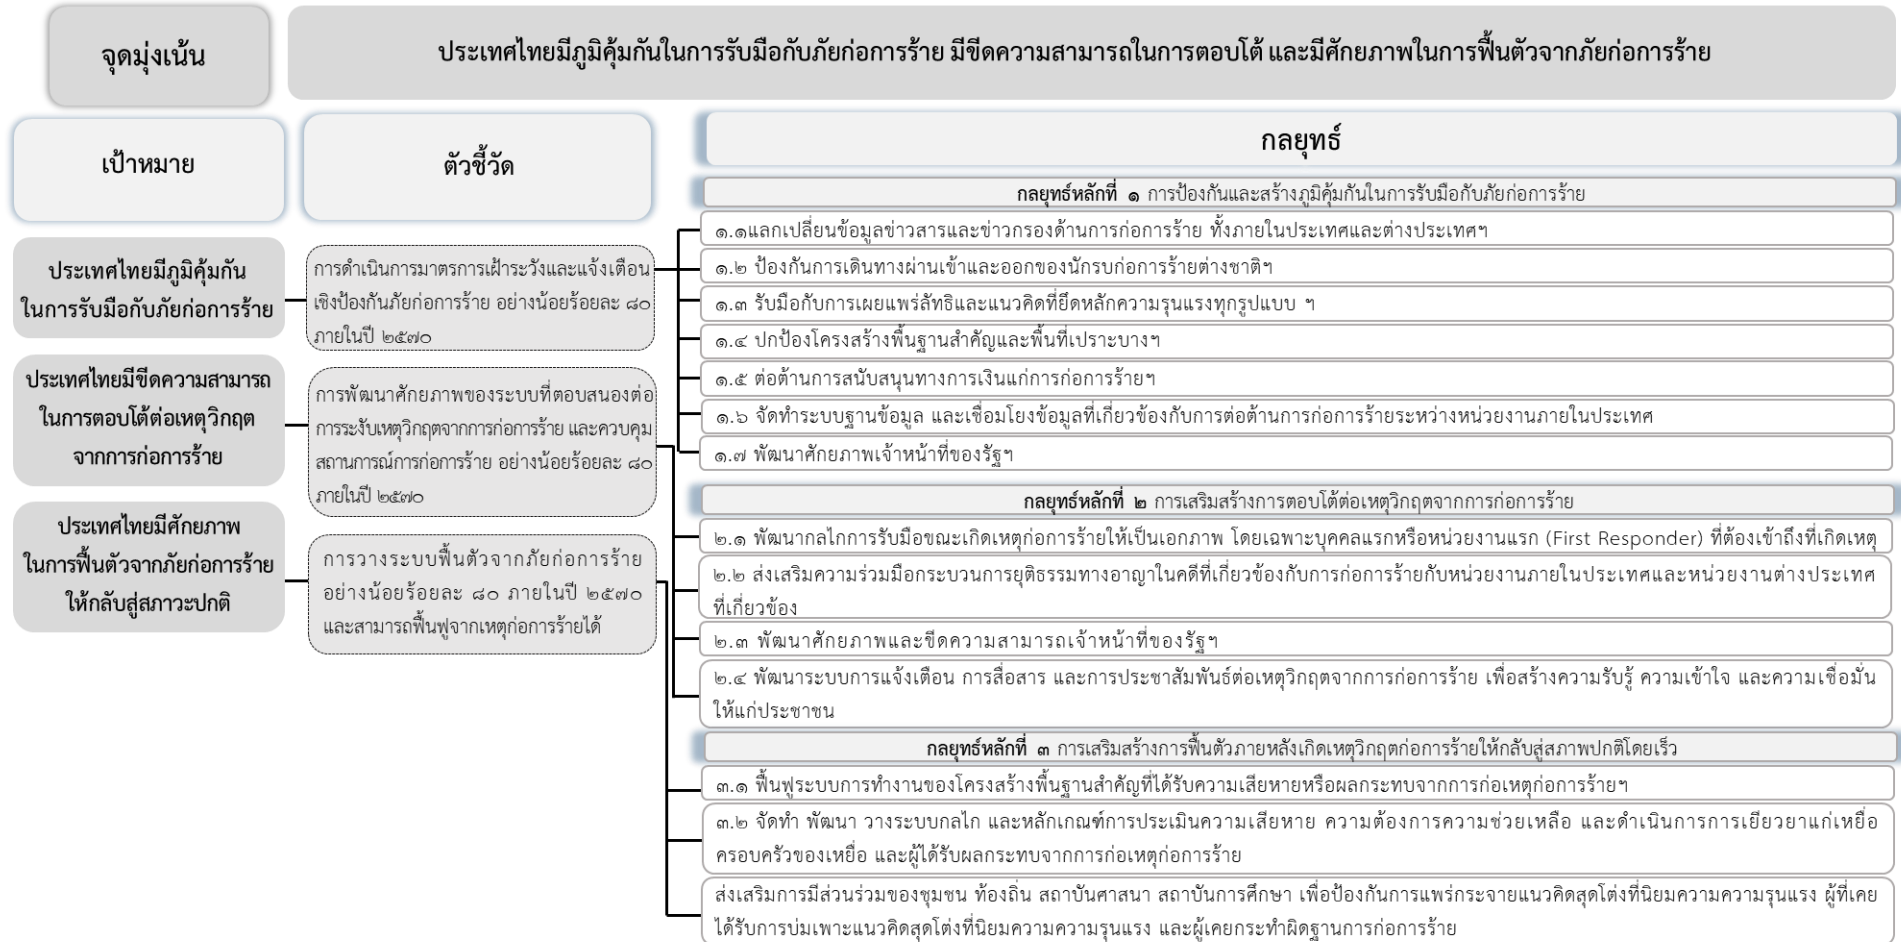 จุดมุ่งเน้น
ประเทศไทยมีภูมิคุ้มกันในการรับมือกับภัยก่อการร้าย มีขีดความสามารถในการตอบโต้ และมีศักยภาพในการฟื้นตัวจากภัยก่อการร้าย
เป้าหมาย
ตัวชี้วัด
กลยุทธ์
ประเทศไทยมีภูมิคุ้มกัน
ในการรับมือกับภัยก่อการร้าย
ประเทศไทยมีขีดความสามารถ
ในการตอบโต้ต่อเหตุวิกฤต
จากการก่อการร้าย
ประเทศไทยมีศักยภาพ
ในการฟื้นตัวจากภัยก่อการร้าย
ให้กลับสู่สภาวะปกติ
การดำเนินการมาตรการเฝ้าระวังและแจ้งเตือน
เชิงป้องกันภัยก่อการร้าย อย่างน้อยร้อยละ ๘๐
ภายในปี ๒๕๗๐
การพัฒนาศักยภาพของระบบที่ตอบสนองต่อ
การระงับเหตุวิกฤตจากการก่อการร้าย และควบคุม
สถานการณ์การก่อการร้าย อย่างน้อยร้อยละ ๘๐
ภายในปี ๒๕๗๐
การวางระบบฟื้นตัวจากภัยก่อการร้าย
อย่างน้อยร้อยละ ๘๐ ภายในปี ๒๕๗๐
และสามารถฟื้นฟูจากเหตุก่อการร้ายได้
กลยุทธ์หลักที่ ๑ การป้องกันและสร้างภูมิคุ้มกันในการรับมือกับภัยก่อการร้าย
๑.๑แลกเปลี่ยนข้อมูลข่าวสารและข่าวกรองด้านการก่อการร้าย ทั้งภายในประเทศและต่างประเทศฯ
๑.๒ ป้องกันการเดินทางผ่านเข้าและออกของนักรบก่อการร้ายต่างชาติฯ
๑.๓ รับมือกับการเผยแพร่ลัทธิและแนวคิดที่ยึดหลักความรุนแรงทุกรูปแบบ ฯ
๑.๔ ปกป้องโครงสร้างพื้นฐานสำคัญและพื้นที่เปราะบางฯ
๑.๕ ต่อต้านการสนับสนุนทางการเงินแก่การก่อการร้ายฯ
๑.๖ จัดทำระบบฐานข้อมูล และเชื่อมโยงข้อมูลที่เกี่ยวข้องกับการต่อต้านการก่อการร้ายระหว่างหน่วยงานภายในประเทศ
๑.๗ พัฒนาศักยภาพเจ้าหน้าที่ของรัฐฯ
กลยุทธ์หลักที่ ๒ การเสริมสร้างการตอบโต้ต่อเหตุวิกฤตจากการก่อการร้าย
๒.๑ พัฒนากลไกการรับมือขณะเกิดเหตุก่อการร้ายให้เป็นเอกภาพ โดยเฉพาะบุคคลแรกหรือหน่วยงานแรก (First Responder) ที่ต้องเข้าถึงที่เกิดเหตุ
๒.๒ ส่งเสริมความร่วมมือกระบวนการยุติธรรมทางอาญาในคดีที่เกี่ยวข้องกับการก่อการร้ายกับหน่วยงานภายในประเทศและหน่วยงานต่างประเทศ
ที่เกี่ยวข้อง
๒.๓ พัฒนาศักยภาพและขีดความสามารถเจ้าหน้าที่ของรัฐฯ
๒.๔ พัฒนาระบบการแจ้งเตือน การสื่อสาร และการประชาสัมพันธ์ต่อเหตุวิกฤตจากการก่อการร้าย เพื่อสร้างความรับรู้ ความเข้าใจ และความเชื่อมั่น
ให้แก่ประชาชน
กลยุทธ์หลักที่ ๓ การเสริมสร้างการฟื้นตัวภายหลังเกิดเหตุวิกฤตก่อการร้ายให้กลับสู่สภาพปกติโดยเร็ว
๓.๑ ฟื้นฟูระบบการทำงานของโครงสร้างพื้นฐานสำคัญที่ได้รับความเสียหายหรือผลกระทบจากการก่อเหตุก่อการร้ายฯ
๓.๒ จัดทำ พัฒนา วางระบบกลไก และหลักเกณฑ์การประเมินความเสียหาย ความต้องการความช่วยเหลือ และดำเนินการการเยียวยาแก่เหยื่อ
ครอบครัวของเหยื่อ และผู้ได้รับผลกระทบจากการก่อเหตุก่อการร้าย
ส่งเสริมการมีส่วนร่วมของชุมชน ท้องถิ่น สถาบันศาสนา สถาบันการศึกษา เพื่อป้องกันการแพร่กระจายแนวคิดสุดโต่งที่นิยมความความรุนแรง ผู้ที่เคย
ได้รับการบ่มเพาะแนวคิดสุดโต่งที่นิยมความความรุนแรง และผู้เคยกระทำผิดฐานการก่อการร้าย